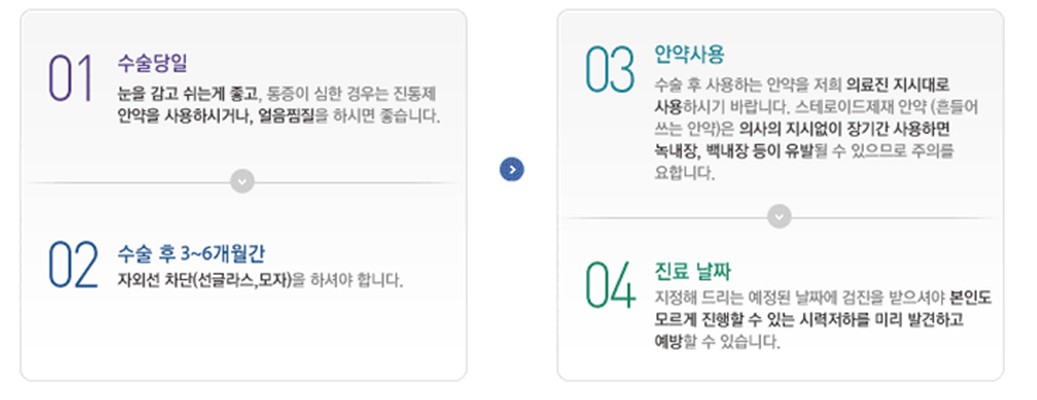 01
수술당일
눈을 감고 쉬는게 좋고, 통증이 심한 경우는 진통제
안약을 사용하시거나, 얼음찜질을 하시면 좋습니다.
02
수술 후 3~6개월간
자외선 차단(선글라스,모자)을 하셔야 합니다.
03
안약사용
수술 후 사용하는 안약을 저희 의료진 지시대로
사용하시기 바랍니다. 스테로이드제재 안약 (흔들어
쓰는 안약)은 의사의 지시없이 장기간 사용하면
녹내장, 백내장 등이 유발될 수 있으므로 주의를
요합니다.
04
진료 날짜
지정해 드리는 예정된 날짜에 검진을 받으셔야 본인도
모르게 진행할 수 있는 시력저하를 미리 발견하고
예방할 수 있습니다.